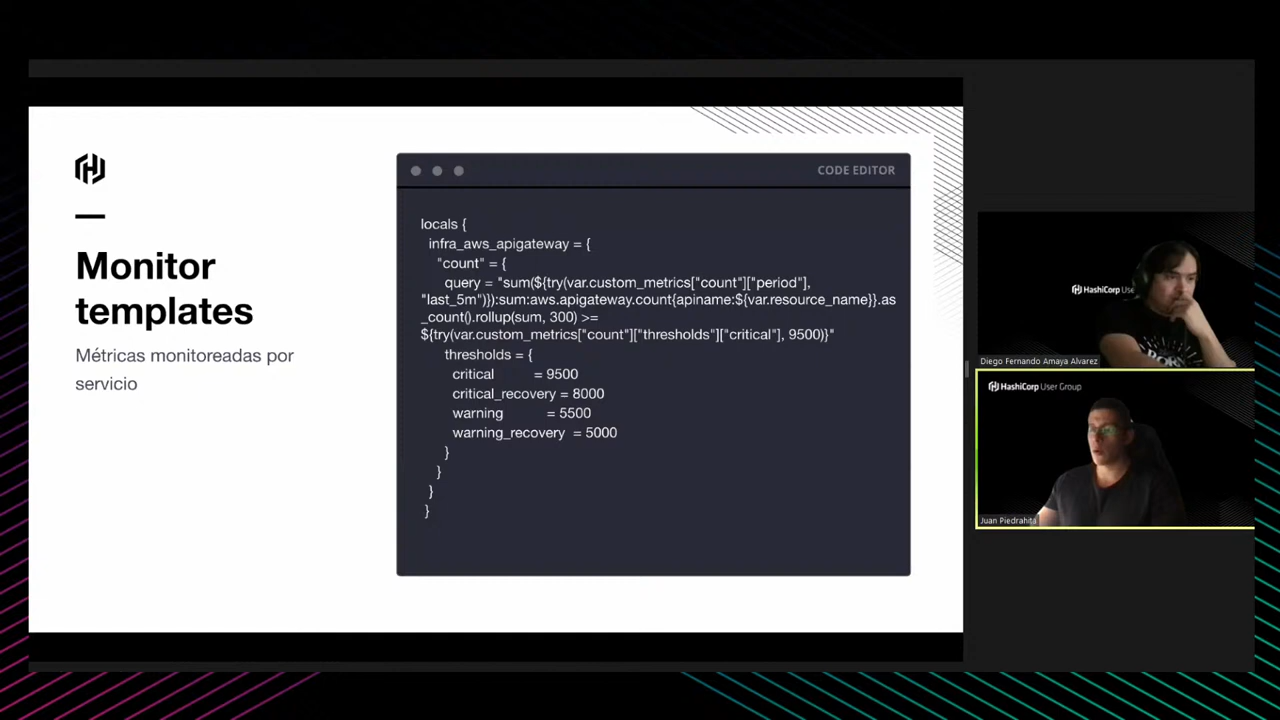 Monitor
templates
Métricas monitoreadas por
servicio
CODE EDITOR
locals {
infra_aws_apigateway = {
"count" = {
query = "sum(${try(var.custom_metrics["count"]["period"],
"last_5m")}):sum:aws.apigateway.count{apiname:${var.resource_name}}.as
_count().rollup(sum, 300) >=
${try(var.custom_metrics["count"]["thresholds"]["critical"], 9500)}"
thresholds = {
critical = 9500
critical_recovery = 8000
warning = 5500
warning_recovery = 5000
}
}
}
}
HashiCorp Use
Diego Fernando Amaya Alvarez
HashiCorp User Group
Juan Piedrahita